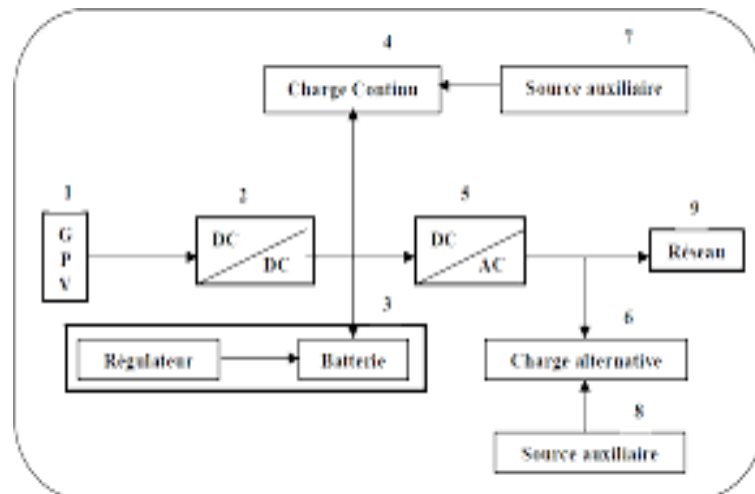 4
7
Charge Continu
Source auxiliaire
1
2
5
9
G
P
V
DC
DC
DC
AC
Réseau
3
6
Régulateur
Batterie
Charge alternative
8
Source auxiliaire